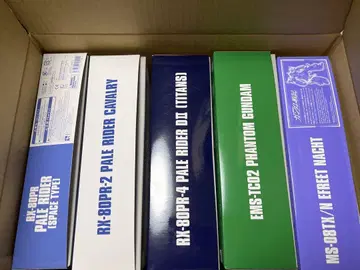 RX-80PR
PALE RIDER
[SPACE TYPE]
RX-80PR-2 PALE RIDER CAVALRY
RX-80PR-4 PALE RIDER DII (TITANS)
EMS-TC02 PHANTOM GUNDAM
MS-08TX/N EFREET NACHT